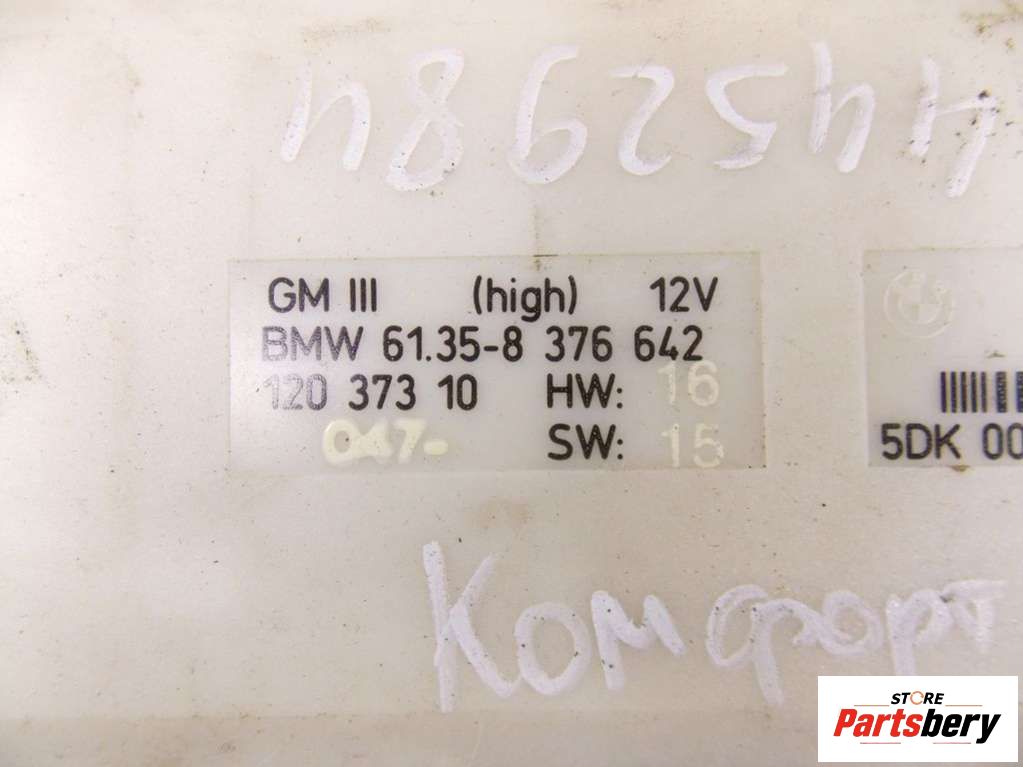 GM III (high) 12V
BMW 61.35-8 376 642
120 373 10 HW: 16
047- SW: 15
5DK 00
Комфорт
STORE
Partsbery